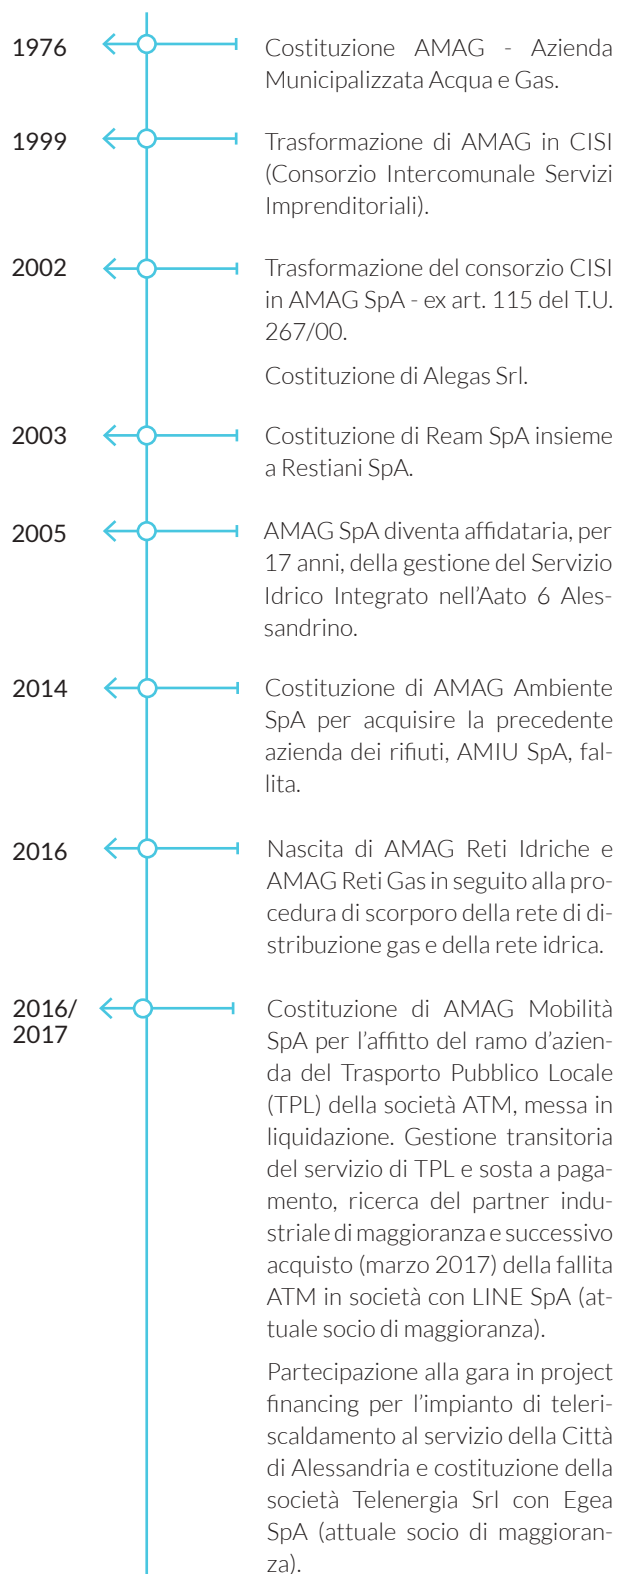 1976
Costituzione AMAG - Azienda
Municipalizzata Acqua e Gas.
1999
Trasformazione di AMAG in CISI
(Consorzio Intercomunale Servizi
Imprenditoriali).
2002
Trasformazione del consorzio CISI
in AMAG SpA - ex art. 115 del T.U.
267/00.
Costituzione di Alegas Srl.
2003
Costituzione di Ream SpA insieme
a Restiani SpA.
2005
AMAG SpA diventa affidataria, per
17 anni, della gestione del Servizio
Idrico Integrato nell'Aato 6 Ales-
sandrino.
2014
Costituzione di AMAG Ambiente
SpA per acquisire la precedente
azienda dei rifiuti, AMIU SpA, fal-
lita.
2016
Nascita di AMAG Reti Idriche e
AMAG Reti Gas in seguito alla pro-
cedura di scorporo della rete di di-
stribuzione gas e della rete idrica.
2016/
2017
Costituzione di AMAG Mobilità
SpA per l'affitto del ramo d'azien-
da del Trasporto Pubblico Locale
(TPL) della società ATM, messa in
liquidazione. Gestione transitoria
del servizio di TPL e sosta a paga-
mento, ricerca del partner indu-
striale di maggioranza e successivo
acquisto (marzo 2017) della fallita
ATM in società con LINE SpA (at-
tuale socio di maggioranza).
Partecipazione alla gara in project
financing per l'impianto di teleri-
scaldamento al servizio della Città
di Alessandria e costituzione della
società Telenergia Srl con Egea
SpA (attuale socio di maggioran-
za).